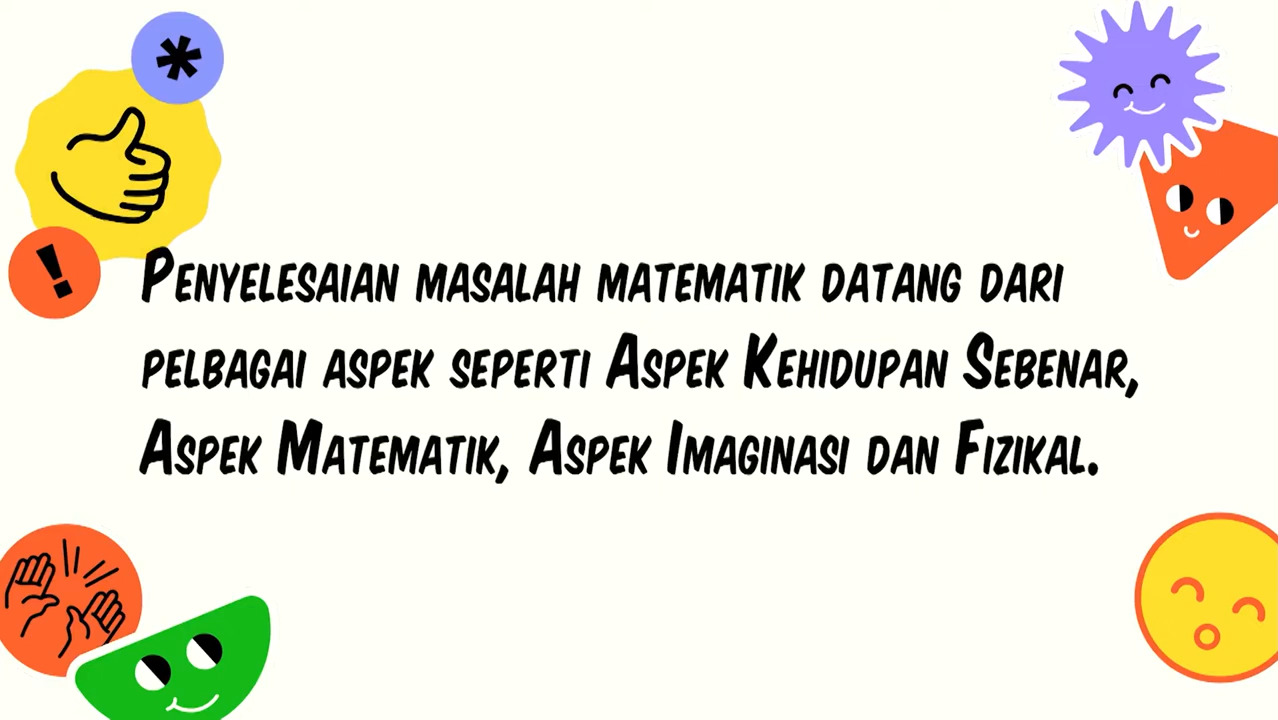 Penyelesaian masalah matematik datang dari
pelbagai aspek seperti Aspek Kehidupan Sebenar,
Aspek Matematik, Aspek Imaginasi dan Fizikal.